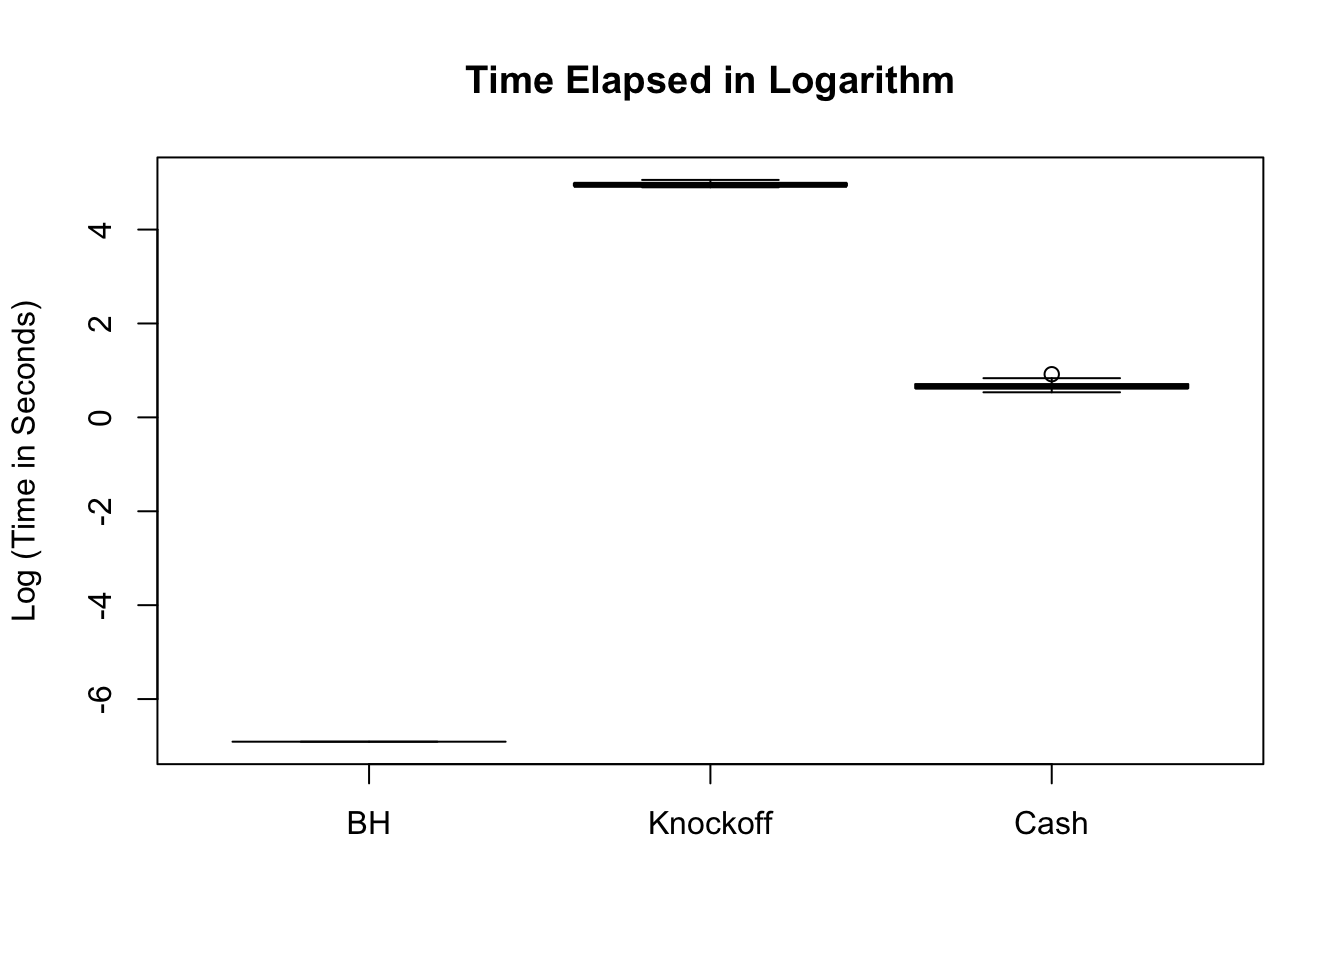 Time Elapsed in Logarithm
Log (Time in Seconds)
4
2
0
-2
-4
-6
BH
Knockoff
Cash